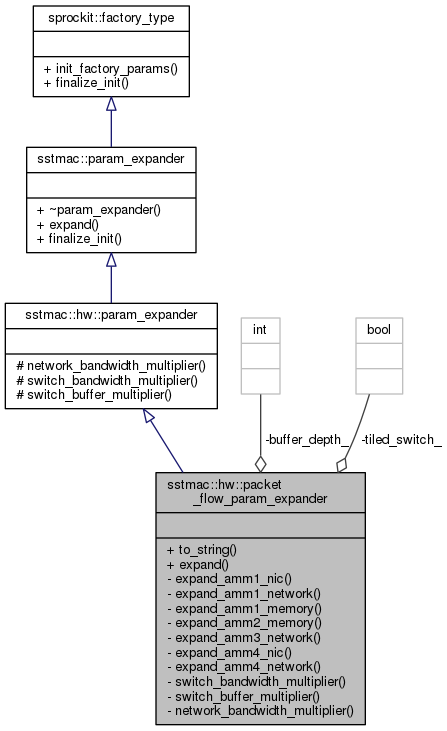 sprockit::factory_type
+ init_factory_params()
+ finalize_init()
sstmac::param_expander
+ ~param_expander()
+ expand()
+ finalize_init()
sstmac::hw::param_expander
# network_bandwidth_multiplier()
# switch_bandwidth_multiplier()
# switch_buffer_multiplier()
int
bool
-buffer_depth_
-tiled_switch_
sstmac::hw::packet
_flow_param_expander
+ to_string()
+ expand()
- expand_amm1_nic()
- expand_amm1_network()
- expand_amm1_memory()
- expand_amm2_memory()
- expand_amm3_network()
- expand_amm4_nic()
- expand_amm4_network()
- switch_bandwidth_multiplier()
- switch_buffer_multiplier()
- network_bandwidth_multiplier()